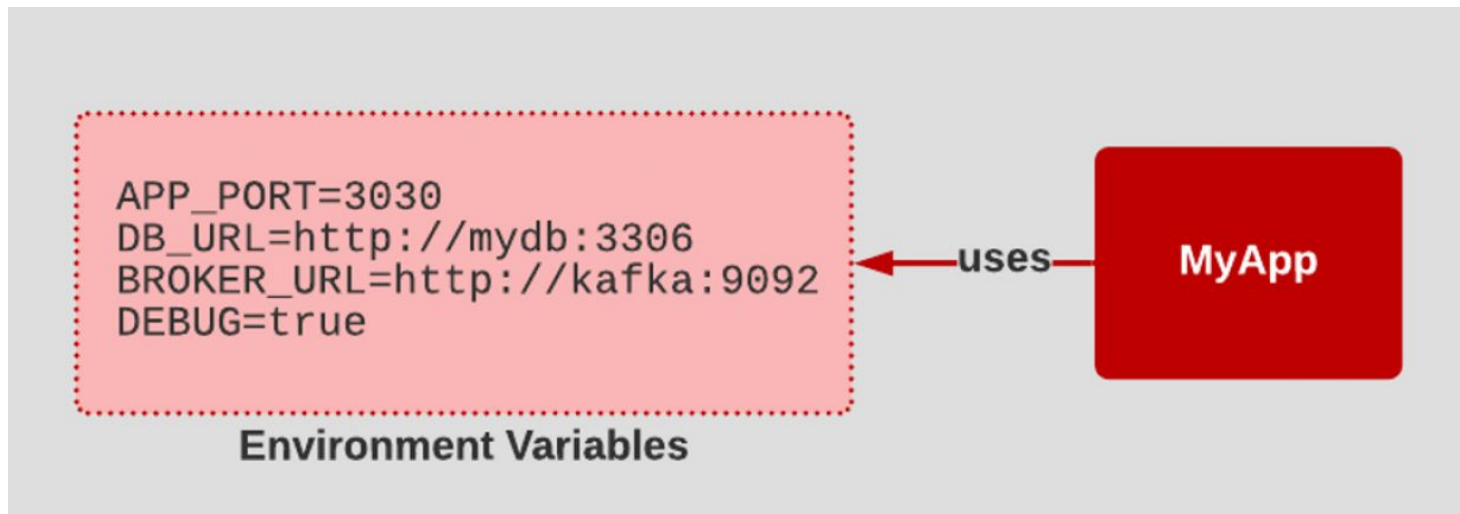 APP_PORT=3030
DB_URL=http://mydb:3306
BROKER_URL=http://kafka:9092
DEBUG=true
uses
MyApp
Environment Variables